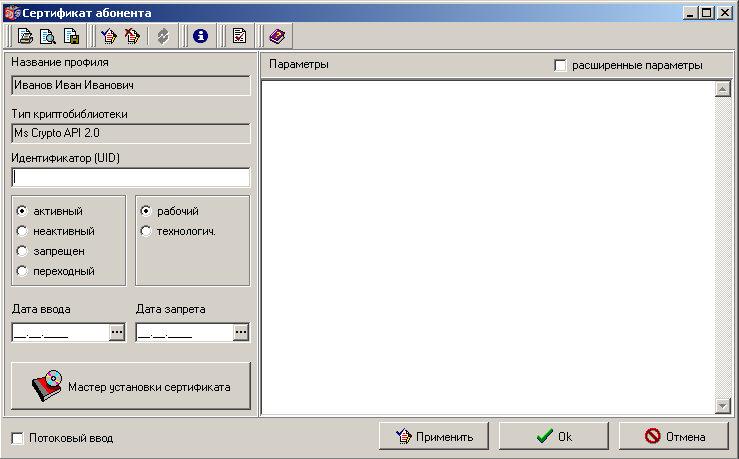 Сертификат абонента
Название профиля
Иванов Иван Иванович
Тип криптобиблиотеки
Ms Crypto API 2.0
Идентификатор (UID)
активный
неактивный
запрещен
переходный
рабочий
технологич.
Дата ввода
Дата запрета
__.__.____
__.__.____
Мастер установки сертификата
Параметры
расширенные параметры
Потоковый ввод
Применить
Ok
Отмена